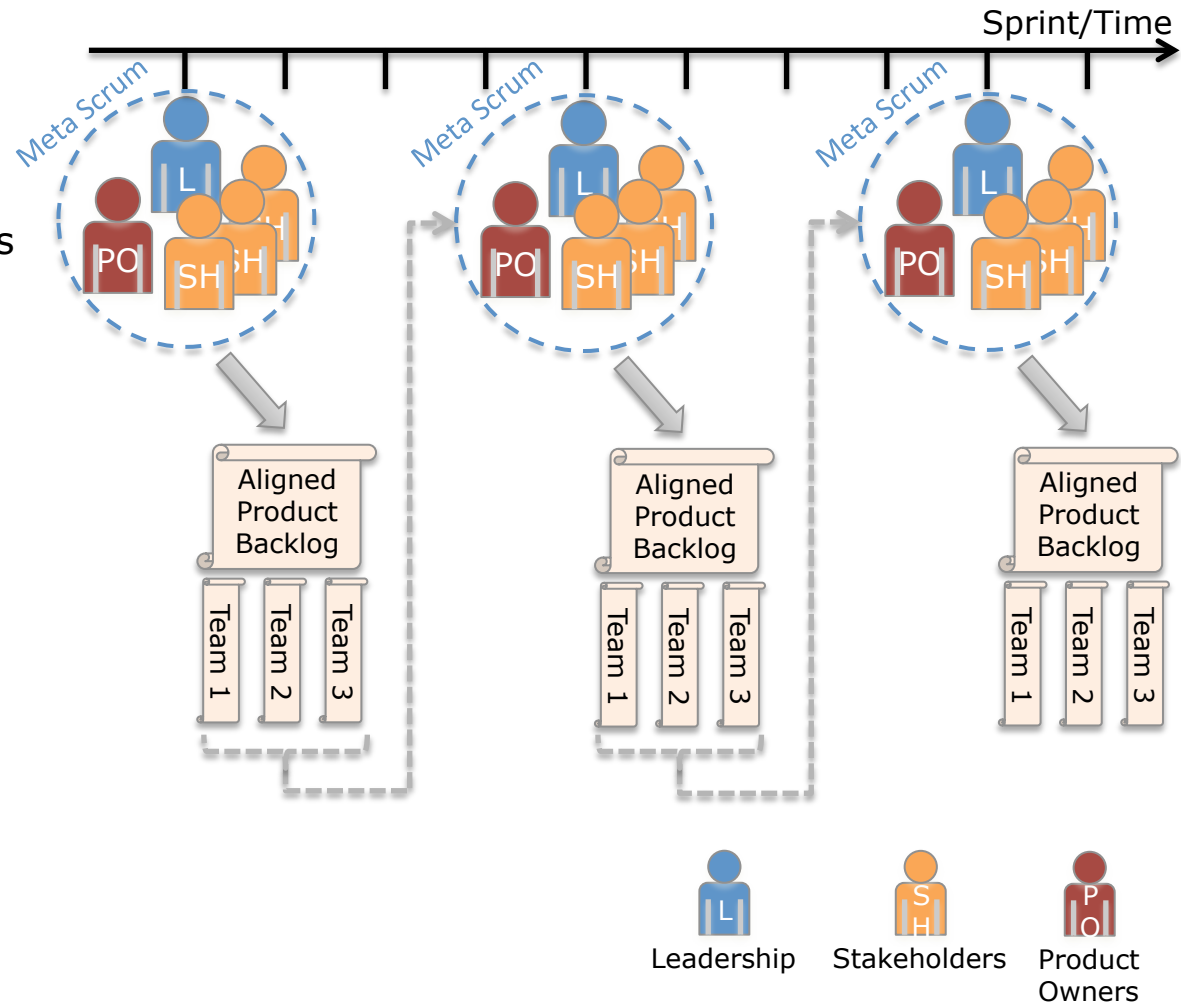 Sprint/Time
Meta Scrum
L
PO
SH
SH
H
Meta Scrum
L
PO
SH
SH
H
Meta Scrum
L
PO
SH
SH
H
s
Aligned
Product
Backlog
Team 1
Team 2
Team 3
Aligned
Product
Backlog
Team 1
Team 2
Team 3
Aligned
Product
Backlog
Team 1
Team 2
Team 3
L
Leadership
S
H
Stakeholders
P
O
Product
Owners